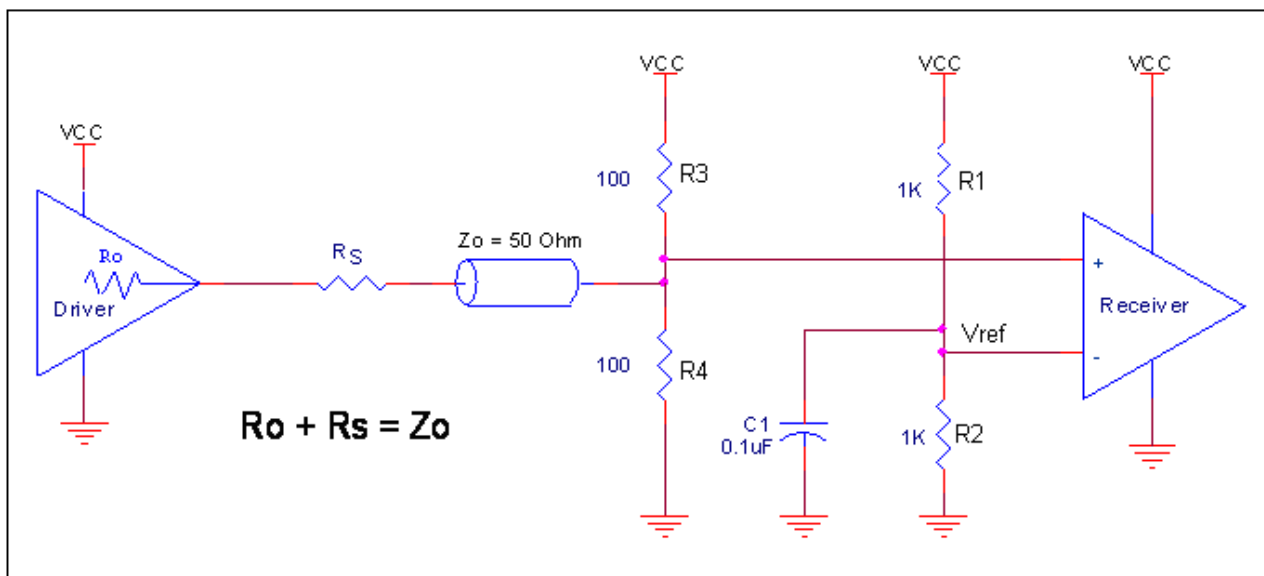 VCC
VCC
VCC
VCC
100
R3
1K
R1
Zo = 50 Ohm
Ro
RS
Driver
+
Receiver
Vref
-
100
R4
Ro + Rs = Zo
C1
0.1uF
1K
R2